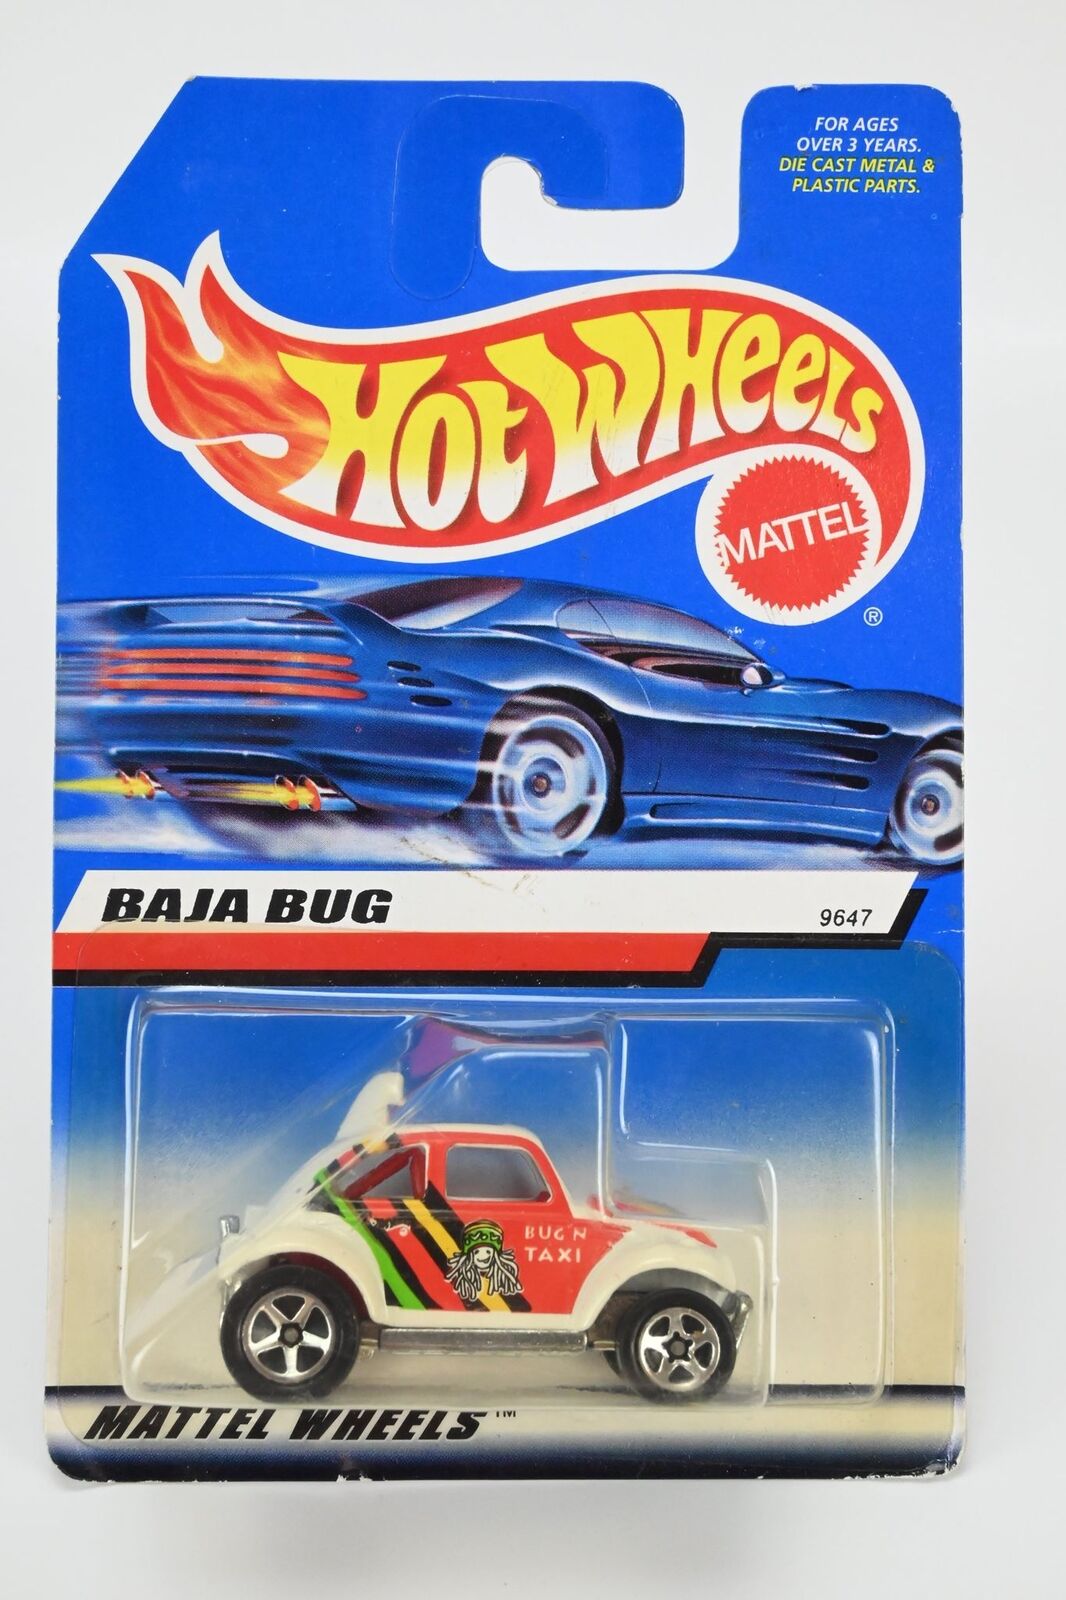 FOR AGES
OVER 3 YEARS.
DIE CAST METAL &
PLASTIC PARTS.
HOT WHEELS
MATTEL
®
BAJA BUG
9647
BUG'N
TAXI
MATTEL WHEELS™